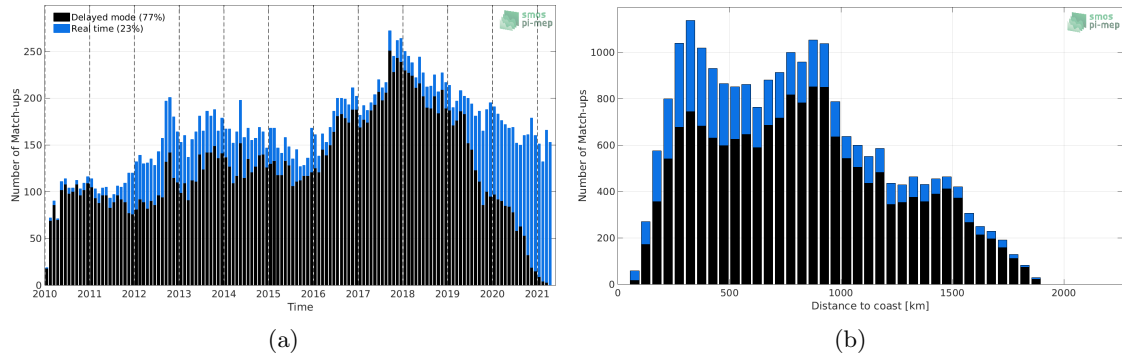 Delayed mode (77%)
Real time (23%)
smos
pi-mep
Number of Match-ups
250
200
150
100
50
0
2010 2011 2012 2013 2014 2015 2016 2017 2018 2019 2020 2021
Time
(a)
smos
pi-mep
Number of Match-ups
1000
800
600
400
200
0
0 500 1000 1500 2000
Distance to coast [km]
(b)